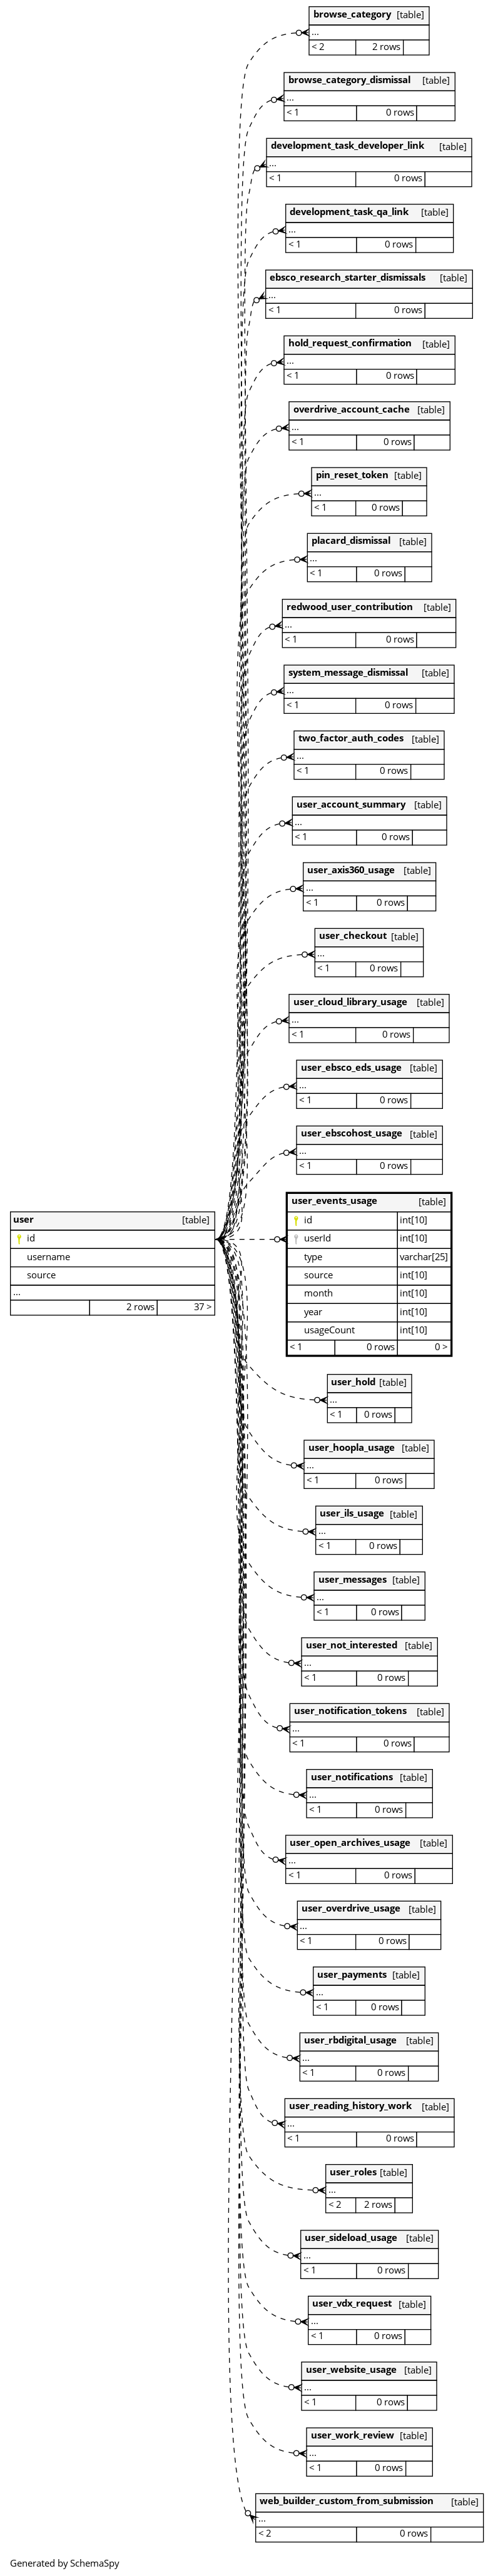 browse_category [table]
...
< 2 2 rows
browse_category_dismissal [table]
...
< 1 0 rows
development_task_developer_link [table]
...
< 1 0 rows
development_task_qa_link [table]
...
< 1 0 rows
ebsco_research_starter_dismissals [table]
...
< 1 0 rows
hold_request_confirmation [table]
...
< 1 0 rows
overdrive_account_cache [table]
...
< 1 0 rows
pin_reset_token [table]
...
< 1 0 rows
placard_dismissal [table]
...
< 1 0 rows
redwood_user_contribution [table]
...
< 1 0 rows
system_message_dismissal [table]
...
< 1 0 rows
two_factor_auth_codes [table]
...
< 1 0 rows
user_account_summary [table]
...
< 1 0 rows
user_axis360_usage [table]
...
< 1 0 rows
user_checkout [table]
...
< 1 0 rows
user_cloud_library_usage [table]
...
< 1 0 rows
user_ebsco_eds_usage [table]
...
< 1 0 rows
user_ebscohost_usage [table]
...
< 1 0 rows
user [table]
id
username
source
...
2 rows 37 >
user_events_usage [table]
id int[10]
userId int[10]
type varchar[25]
source int[10]
month int[10]
year int[10]
usageCount int[10]
< 1 0 rows 0 >
user_hold [table]
...
< 1 0 rows
user_hoopla_usage [table]
...
< 1 0 rows
user_ils_usage [table]
...
< 1 0 rows
user_messages [table]
...
< 1 0 rows
user_not_interested [table]
...
< 1 0 rows
user_notification_tokens [table]
...
< 1 0 rows
user_notifications [table]
...
< 1 0 rows
user_open_archives_usage [table]
...
< 1 0 rows
user_overdrive_usage [table]
...
< 1 0 rows
user_payments [table]
...
< 1 0 rows
user_rbdigital_usage [table]
...
< 1 0 rows
user_reading_history_work [table]
...
< 1 0 rows
user_roles [table]
...
< 2 2 rows
user_sideload_usage [table]
...
< 1 0 rows
user_vdx_request [table]
...
< 1 0 rows
user_website_usage [table]
...
< 1 0 rows
user_work_review [table]
...
< 1 0 rows
web_builder_custom_from_submission [table]
...
< 2 0 rows
Generated by SchemaSpy